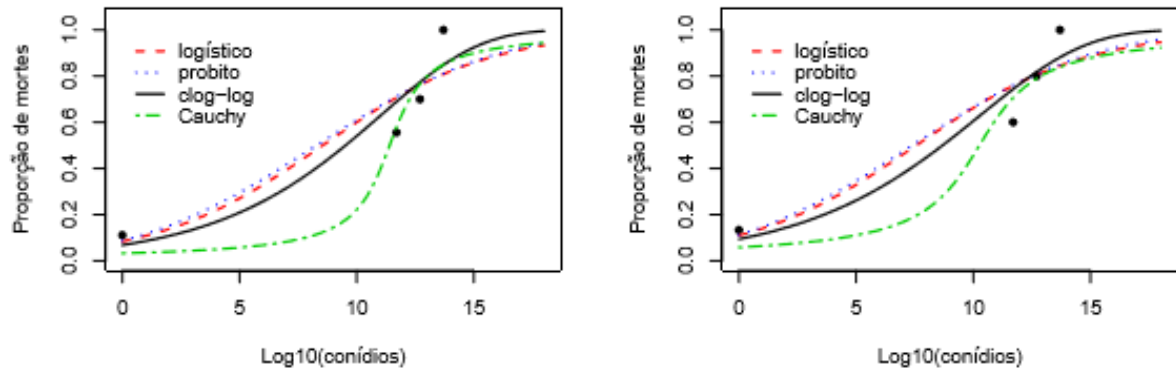 Proporção de mortes
1.0
0.8
0.6
0.4
0.2
0.0
logístico
probito
clog-log
Cauchy
0 5 10 15
Log10(conídios)
Proporção de mortes
1.0
0.8
0.6
0.4
0.2
0.0
logístico
probito
clog-log
Cauchy
0 5 10 15
Log10(conídios)